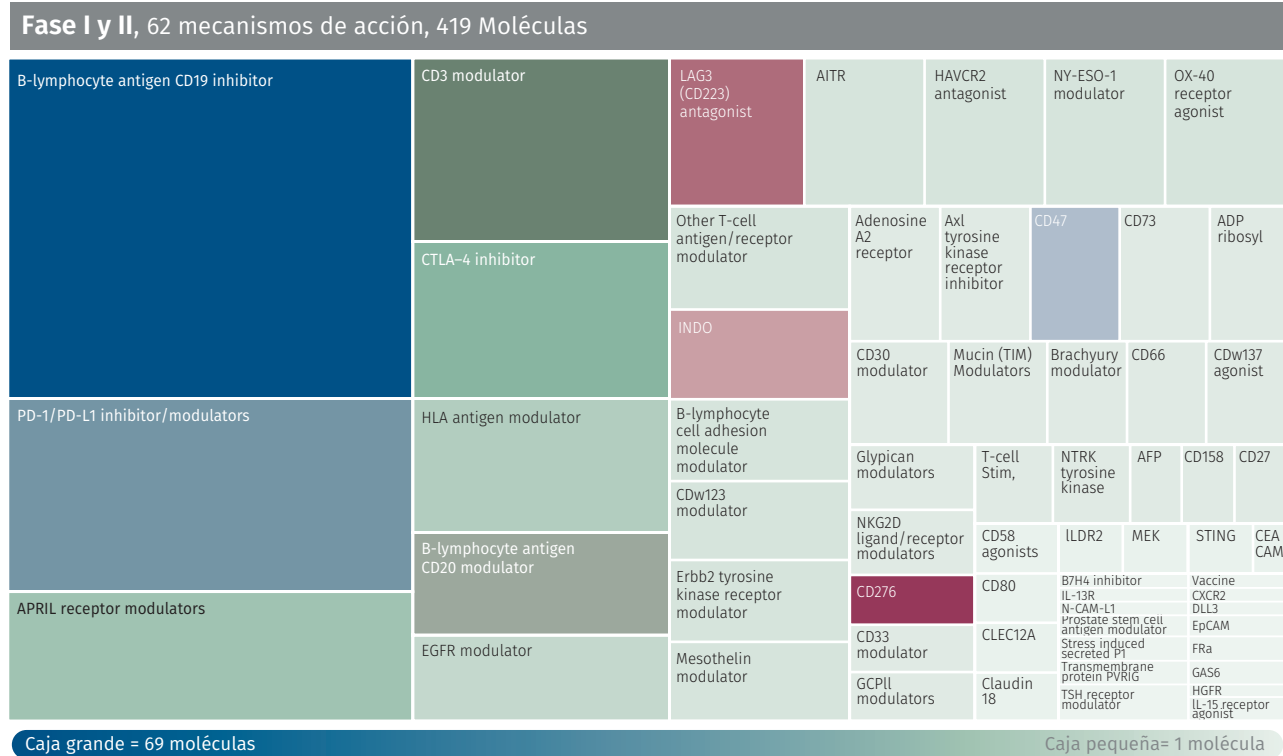 Fase I y II, 62 mecanismos de acción, 419 Moléculas
B-lymphocyte antigen CD19 inhibitor
PD-1/PD-L1 inhibitor/modulators
APRIL receptor modulators
CD3 modulator
CTLA–4 inhibitor
HLA antigen modulator
B-lymphocyte antigen
CD20 modulator
EGFR modulator
LAG3
(CD223)
antagonist
AITR
HAVCR2
antagonist
NY-ESO-1
modulator
OX-40
receptor
agonist
Other T-cell
antigen/receptor
modulator
INDO
B-lymphocyte
cell adhesion
molecule
modulator
CDw123
modulator
Erbb2 tyrosine
kinase receptor
modulator
Mesothelin
modulator
Adenosine
A2
receptor
Axl
tyrosine
kinase
receptor
inhibitor
CD47
CD73
ADP
ribosyl
CD30
modulator
Mucin (TIM)
Modulators
Brachyury
modulator
CD66
CDw137
agonist
Glypican
modulators
T-cell
Stim,
NTRK
tyrosine
kinase
AFP
CD158
CD27
NKG2D
ligand/receptor
modulators
CD58
agonists
lLDR2
MEK
STING
CEA
CAM
CD276
CD80
CD33
modulator
CLEC12A
GCPll
modulators
Claudin
18
B7H4 inhibitor
IL-13R
N-CAM-L1
Prostate stem cell
antigen modulator
Stress induced
secreted P1
Transmembrane
protein PVRIG
TSH receptor
modulator
Vaccine
CXCR2
DLL3
EpCAM
FRa
GAS6
HGFR
lL-15 receptor
agonist
Caja grande = 69 moléculas
Caja pequeña= 1 molécula